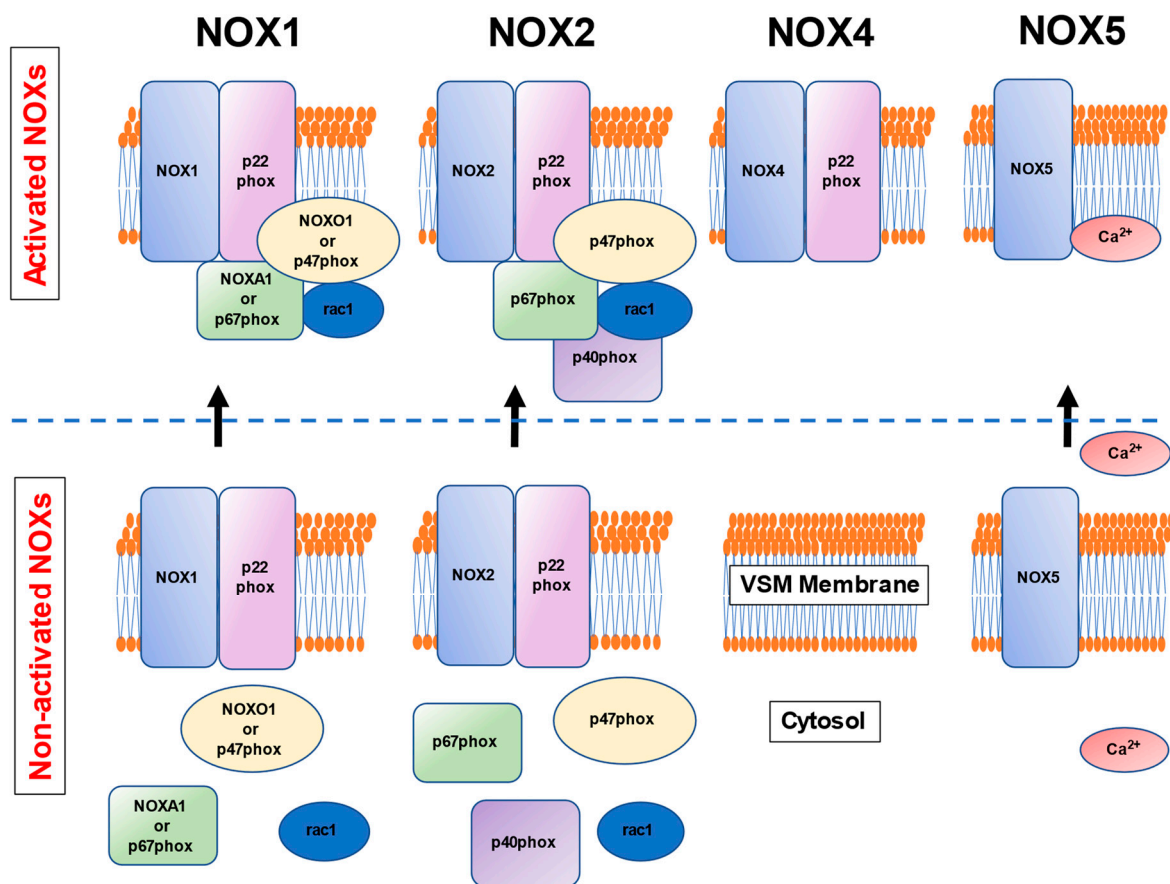 NOX1
NOX2
NOX4
NOX5
Activated NOXs
NOX1
p22
phox
NOXO1
or
p47phox
NOXA1
or
p67phox
rac1
NOX2
p22
phox
p47phox
p67phox
rac1
p40phox
NOX4
p22
phox
NOX5
Ca2+
Non-activated NOXs
NOX1
p22
phox
NOXO1
or
p47phox
NOXA1
or
p67phox
rac1
NOX2
p22
phox
p67phox
p47phox
p40phox
rac1
VSM Membrane
Cytosol
Ca2+
NOX5
Ca2+